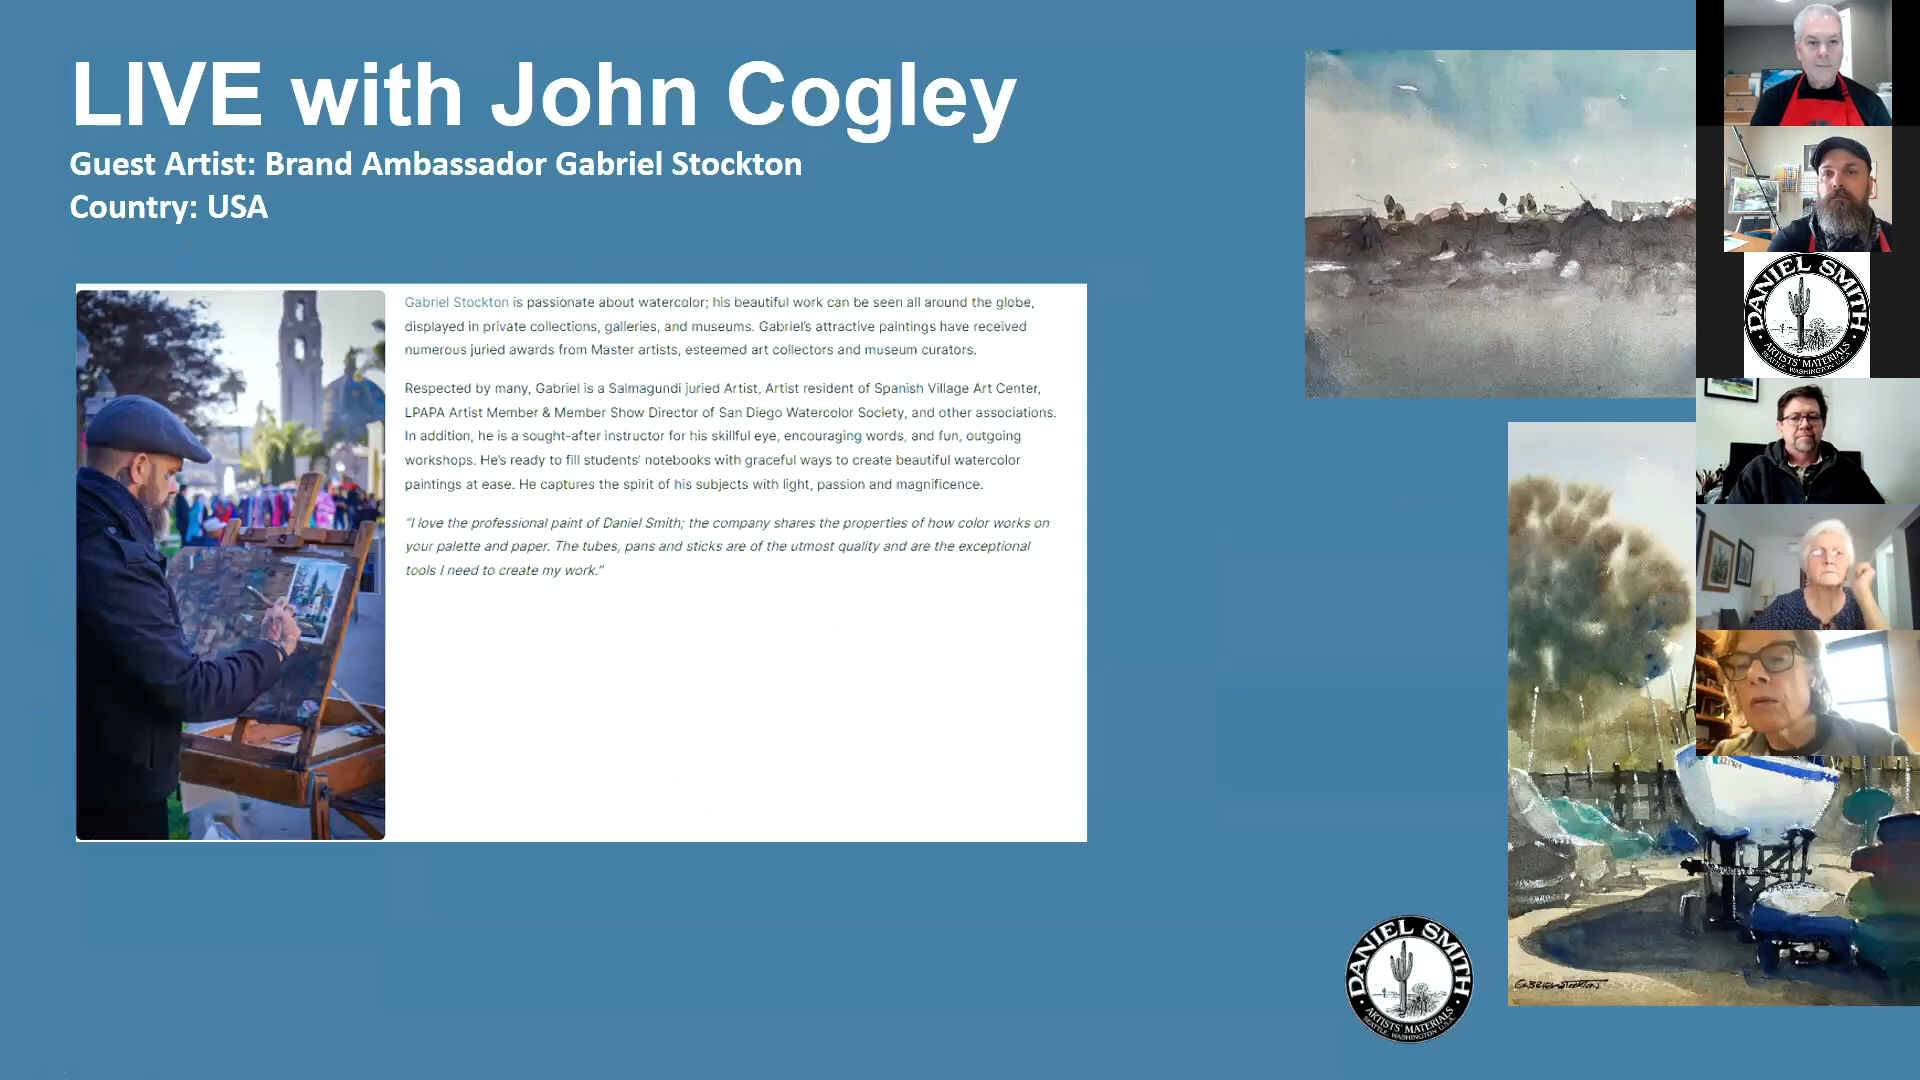 LIVE with John Cogley
Guest Artist: Brand Ambassador Gabriel Stockton
Country: USA
Gabriel Stockton is passionate about watercolor; his beautiful work can be seen all around the globe,
displayed in private collections, galleries, and museums. Gabriel's attractive paintings have received
numerous juried awards from Master artists, esteemed art collectors and museum curators.
Respected by many, Gabriel is a Salmagundi juried Artist, Artist resident of Spanish Village Art Center,
LPAPA Artist Member & Member Show Director of San Diego Watercolor Society, and other associations.
In addition, he is a sought-after instructor for his skillful eye, encouraging words, and fun, outgoing
workshops. He's ready to fill students' notebooks with graceful ways to create beautiful watercolor
paintings at ease. He captures the spirit of his subjects with light, passion and magnificence.
"I love the professional paint of Daniel Smith; the company shares the properties of how color works on
your palette and paper. The tubes, pans and sticks are of the utmost quality and are the exceptional
tools I need to create my work."
DANIEL SMITH
ARTISTS' MATERIALS
SEATTLE, WASHINGTON U.S.A.
GABRIEL STOCKTON
DANIEL SMITH
ARTISTS' MATERIALS
SEATTLE, WASHINGTON U.S.A.